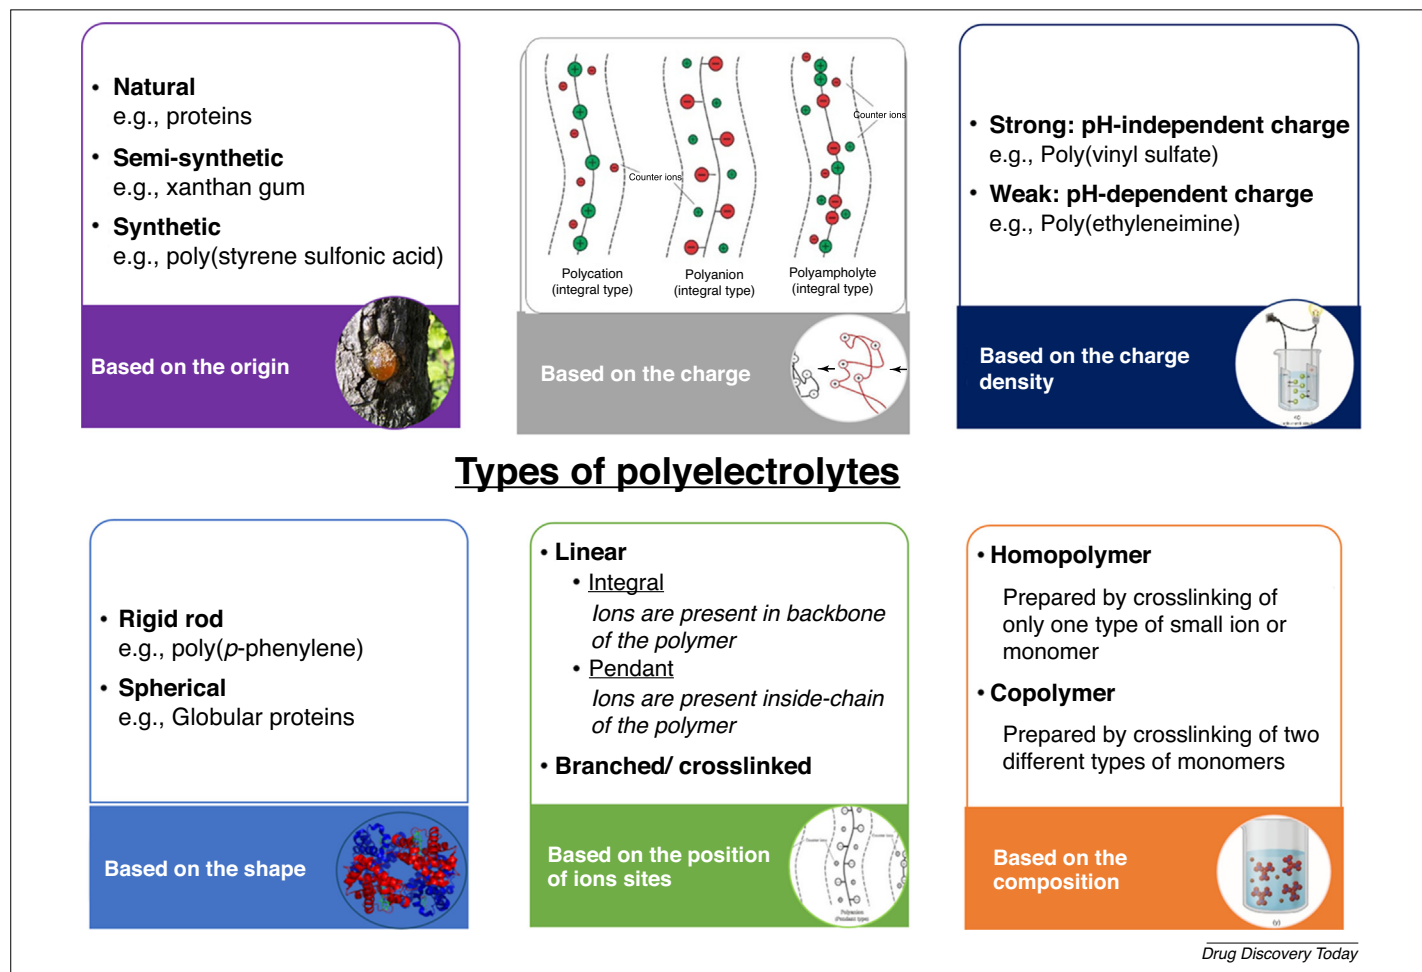 • Natural
e.g., proteins
• Semi-synthetic
e.g., xanthan gum
• Synthetic
e.g., poly(styrene sulfonic acid)
Based on the origin
Counter ions
Counter ions
Polycation
(integral type)
Polyanion
(integral type)
Polyampholyte
(integral type)
Based on the charge
• Strong: pH-independent charge
e.g., Poly(vinyl sulfate)
• Weak: pH-dependent charge
e.g., Poly(ethyleneimine)
Based on the charge
density
Types of polyelectrolytes
• Rigid rod
e.g., poly(p-phenylene)
• Spherical
e.g., Globular proteins
Based on the shape
• Linear
• Integral
Ions are present in backbone
of the polymer
• Pendant
Ions are present inside-chain
of the polymer
• Branched/ crosslinked
Based on the position
of ions sites
Counter ions
Polyanion
(Pendant type)
• Homopolymer
Prepared by crosslinking of
only one type of small ion or
monomer
• Copolymer
Prepared by crosslinking of two
different types of monomers
Based on the
composition
Drug Discovery Today